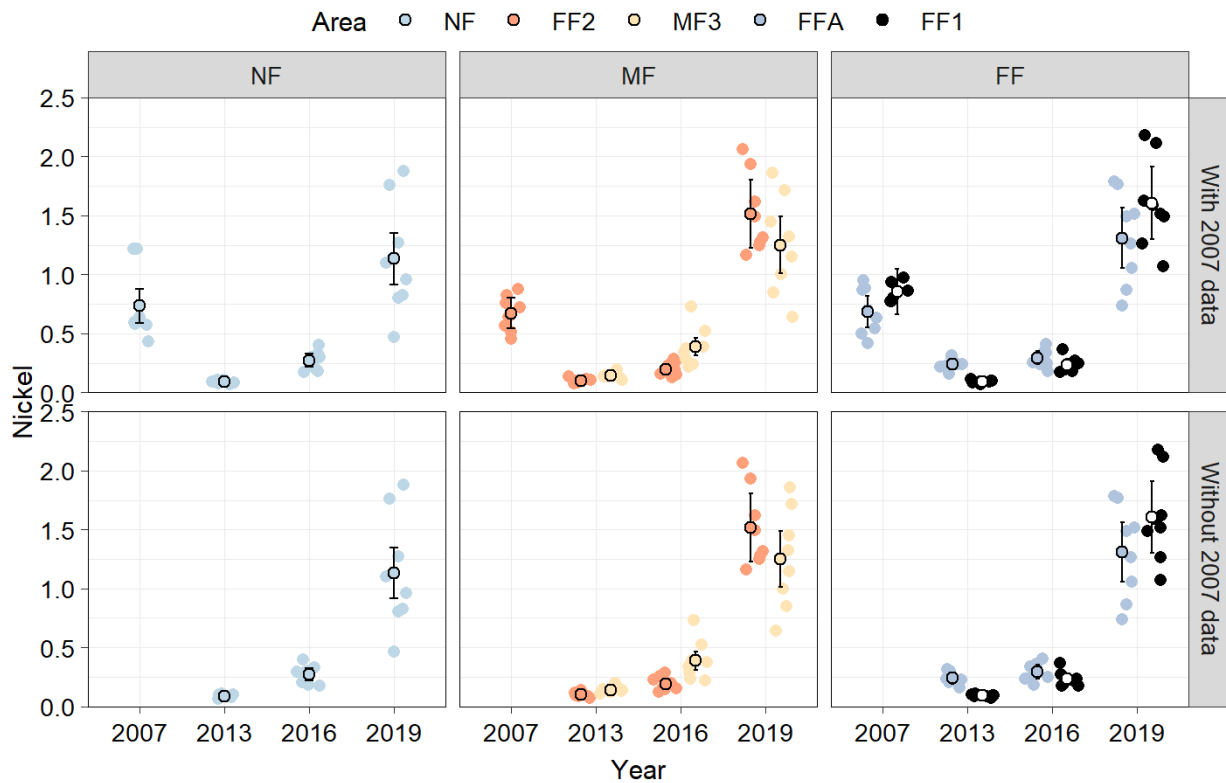 Area NF FF2 MF3 FFA FF1
NF MF FF
2.5
2.0
1.5
1.0
0.5
0.0
With 2007 data
Nickel
2.5
2.0
1.5
1.0
0.5
0.0
Without 2007 data
2007 2013 2016 2019 2007 2013 2016 2019 2007 2013 2016 2019
Year